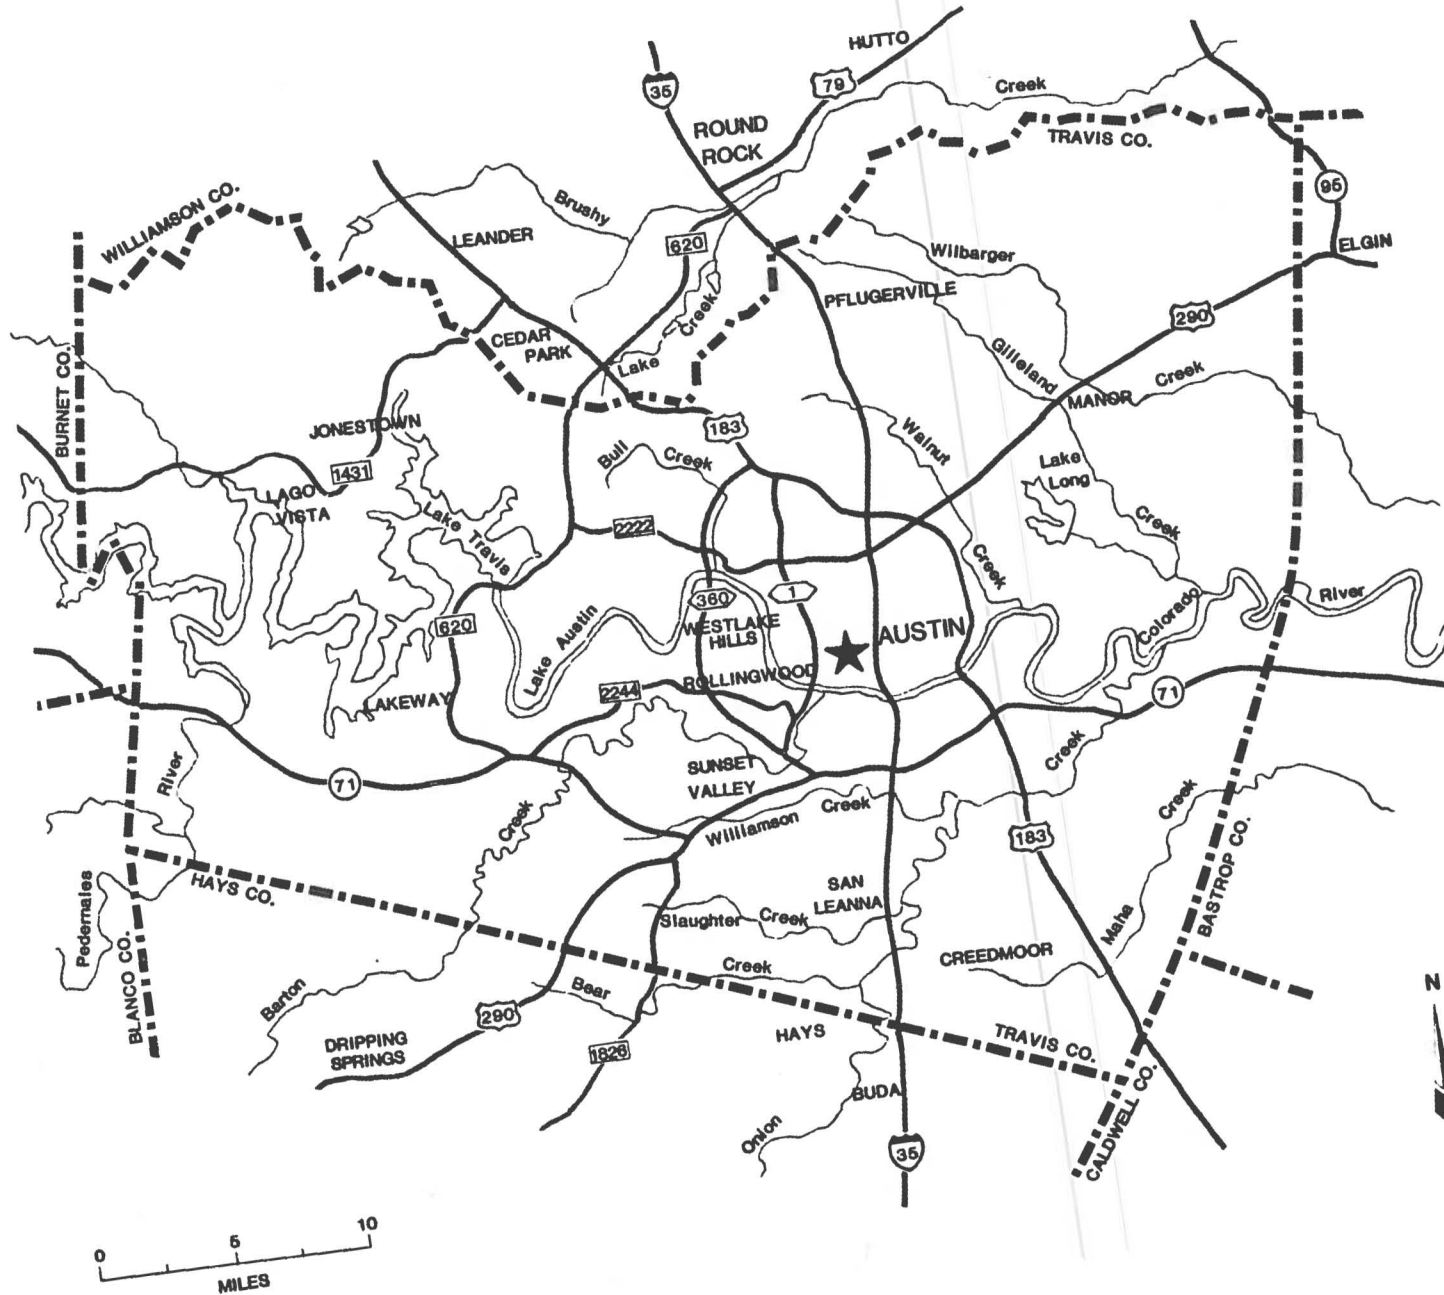 HUTTO
35
79
Creek
ROUND
ROCK
TRAVIS CO.
95
WILLIAMSON CO.
Brushy
LEANDER
620
Wilbarger
ELGIN
PFLUGERVILLE
Creek
290
CEDAR
PARK
Lake
Gilleland
Creek
MANOR
BURNET CO.
JONESTOWN
183
Walnut
Bull
Creek
Lake
Long
1431
LAGO
VISTA
Lake Travis
2222
Creek
Creek
360
1
River
Colorado
Lake Austin
WESTLAKE
HILLS
AUSTIN
620
ROLLINGWOOD
2244
LAKEWAY
71
River
71
SUNSET
VALLEY
Creek
Creek
Creek
Creek
Williamson
183
HAYS CO.
BASTROP CO.
SAN
LEANNA
Pedernales
Slaughter
Creek
Maha
BLANCO CO.
CREEDMOOR
Creek
Barton
Bear
N
290
HAYS
TRAVIS CO.
DRIPPING
SPRINGS
1826
BUDA
CALDWELL CO.
Onion
35
0
5
10
MILES